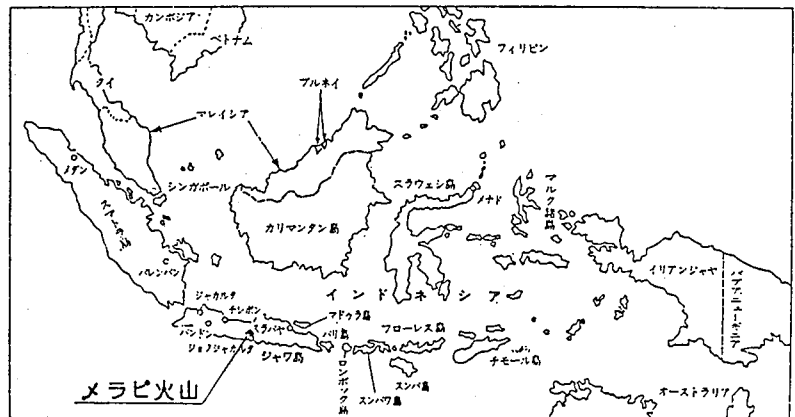 カンボジア
ベトナム
フィリピン
タイ
ブルネイ
マレイシア
メダン
シンガポール
スラウェシ島
メナド
マルク諸島
カリマンタン島
パレンバン
イリアンジャヤ
パプアニューギニア
インドネシア
ジャカルタ
チレボン
マドゥラ島
スラバヤ
バリ島
フローレス島
バンドン
ジョクジャカルタ
ジャワ島
ロンボック島
スンバワ島
スンバ島
チモール島
メラピ火山
オーストラリア